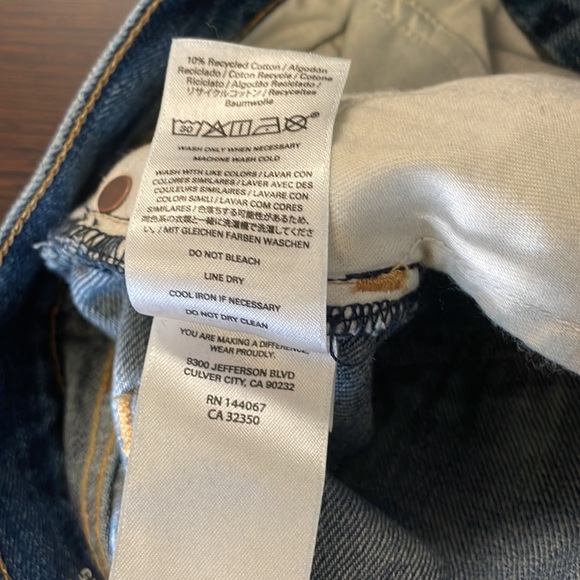 10% Recycled Cotton / Algodón
Reciclado / Coton Recyclé / Cotone
Riciclato / Algodão Reciclado /
リサイクルコットン / Recyceltes
Baumwolle
30
WASH ONLY WHEN NECESSARY
MACHINE WASH COLD
WASH WITH LIKE COLORS / LAVAR CON
COLORES SIMILARES / LAVER AVEC DES
COULEURS SIMILAIRES / LAVARE CON
COLORI SIMILI / LAVAR COM CORES
SIMILARES / 色落ちする可能性があるため、
同色系の衣類と一緒に洗濯してくださ
い / MIT GLEICHEN FARBEN WASCHEN
DO NOT BLEACH
LINE DRY
COOL IRON IF NECESSARY
DO NOT DRY CLEAN
YOU ARE MAKING A DIFFERENCE,
WEAR PROUDLY.
9300 JEFFERSON BLVD
CULVER CITY, CA 90232
RN 144067
CA 32350